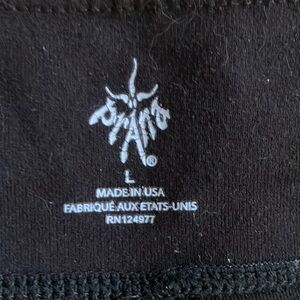 prAna®
L
MADE IN USA
FABRIQUÉ AUX ETATS-UNIS
RN124977